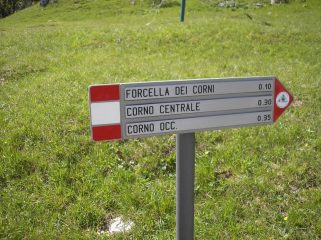 FORCELLA DEI CORNI 0.10
CORNO CENTRALE 0.30
CORNO OCC. 0.35